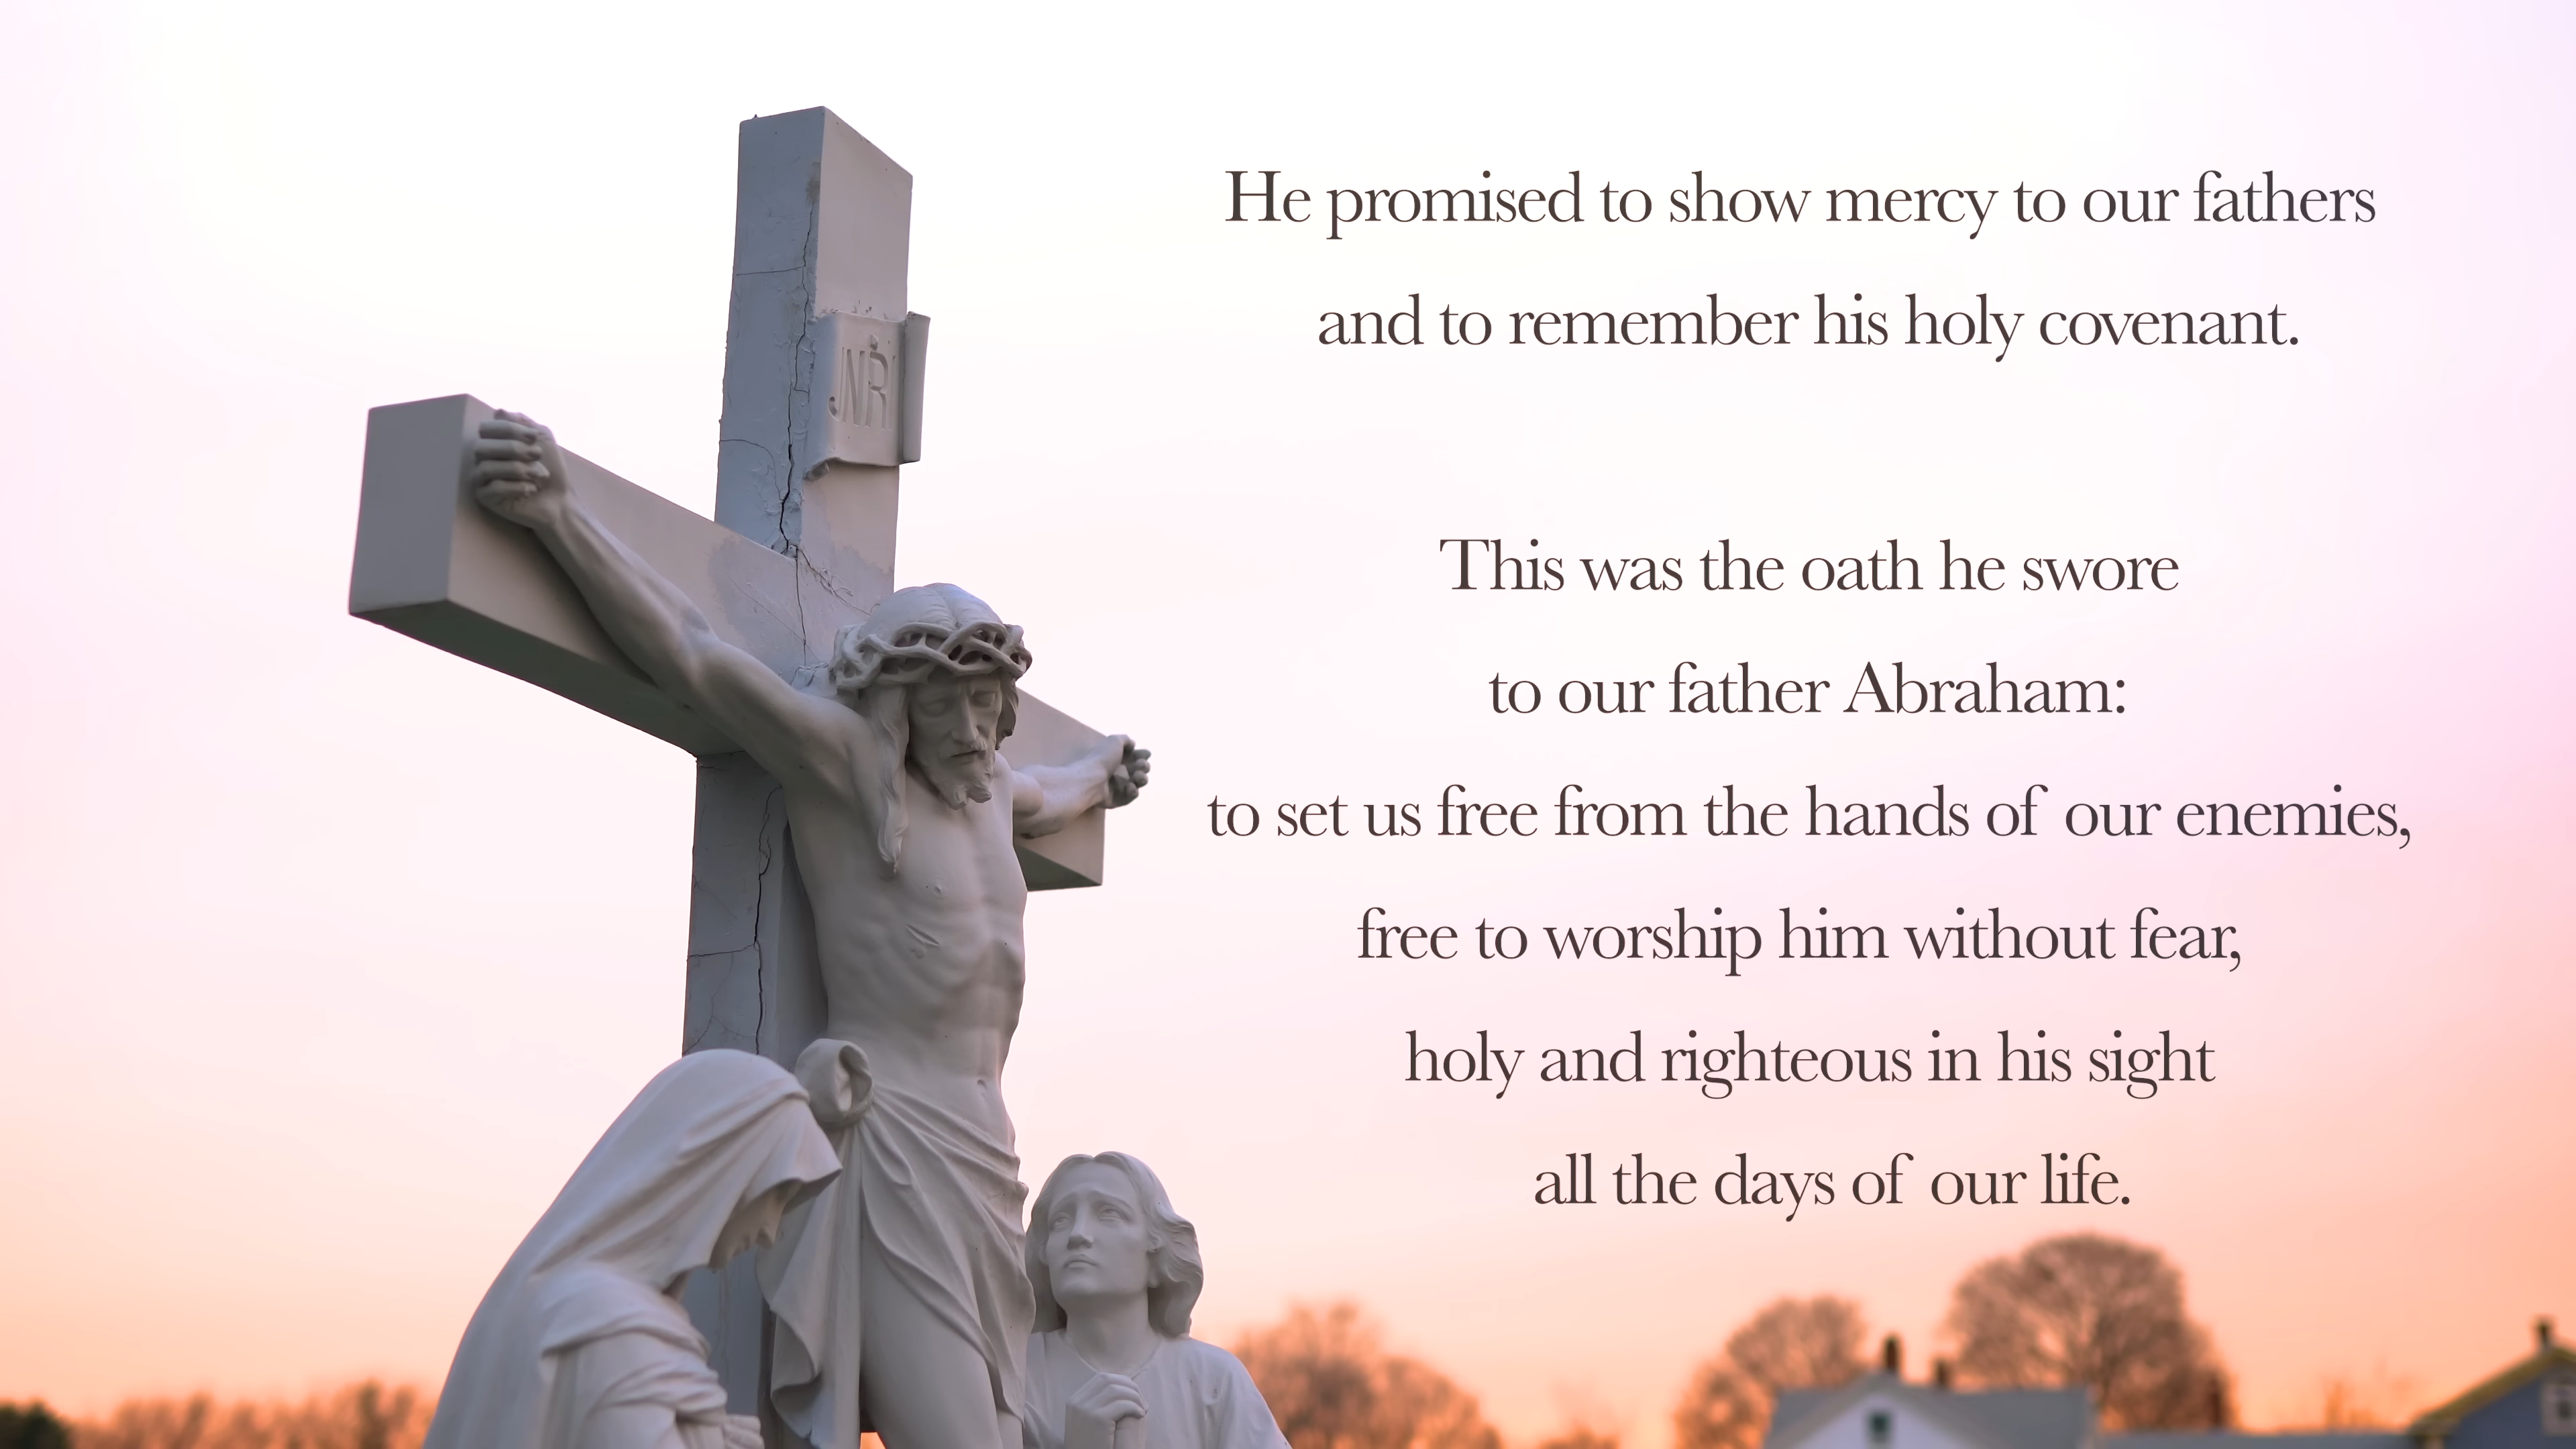 INRI
He promised to show mercy to our fathers
and to remember his holy covenant.
This was the oath he swore
to our father Abraham:
to set us free from the hands of our enemies,
free to worship him without fear,
holy and righteous in his sight
all the days of our life.